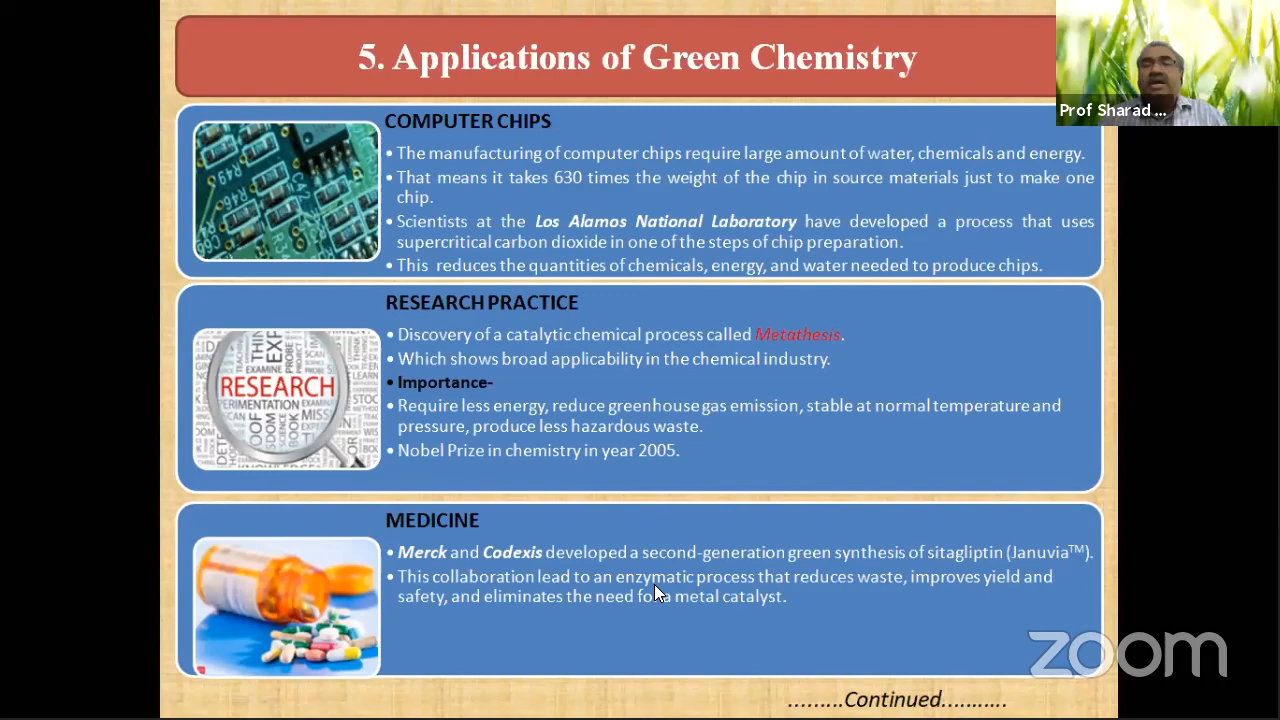 5. Applications of Green Chemistry
Prof Sharad ...
COMPUTER CHIPS
• The manufacturing of computer chips require large amount of water, chemicals and energy.
• That means it takes 630 times the weight of the chip in source materials just to make one
chip.
• Scientists at the Los Alamos National Laboratory have developed a process that uses
supercritical carbon dioxide in one of the steps of chip preparation.
• This reduces the quantities of chemicals, energy, and water needed to produce chips.
RESEARCH PRACTICE
• Discovery of a catalytic chemical process called Metathesis.
• Which shows broad applicability in the chemical industry.
• Importance-
• Require less energy, reduce greenhouse gas emission, stable at normal temperature and
pressure, produce less hazardous waste.
• Nobel Prize in chemistry in year 2005.
RESEARCH
MEDICINE
• Merck and Codexis developed a second-generation green synthesis of sitagliptin (Januvia™).
• This collaboration lead to an enzymatic process that reduces waste, improves yield and
safety, and eliminates the need for a metal catalyst.
zoom
.........Continued...........